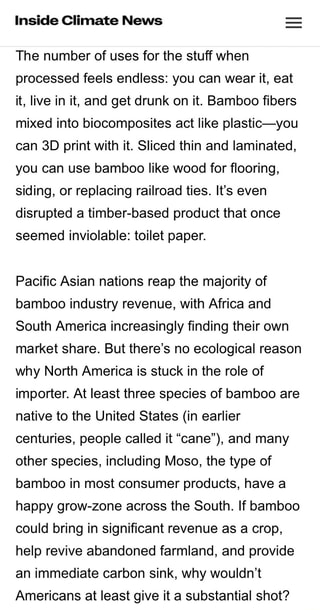 Inside Climate News
The number of uses for the stuff when
processed feels endless: you can wear it, eat
it, live in it, and get drunk on it. Bamboo fibers
mixed into biocomposites act like plastic—you
can 3D print with it. Sliced thin and laminated,
you can use bamboo like wood for flooring,
siding, or replacing railroad ties. It’s even
disrupted a timber-based product that once
seemed inviolable: toilet paper.
Pacific Asian nations reap the majority of
bamboo industry revenue, with Africa and
South America increasingly finding their own
market share. But there’s no ecological reason
why North America is stuck in the role of
importer. At least three species of bamboo are
native to the United States (in earlier
centuries, people called it “cane”), and many
other species, including Moso, the type of
bamboo in most consumer products, have a
happy grow-zone across the South. If bamboo
could bring in significant revenue as a crop,
help revive abandoned farmland, and provide
an immediate carbon sink, why wouldn’t
Americans at least give it a substantial shot?